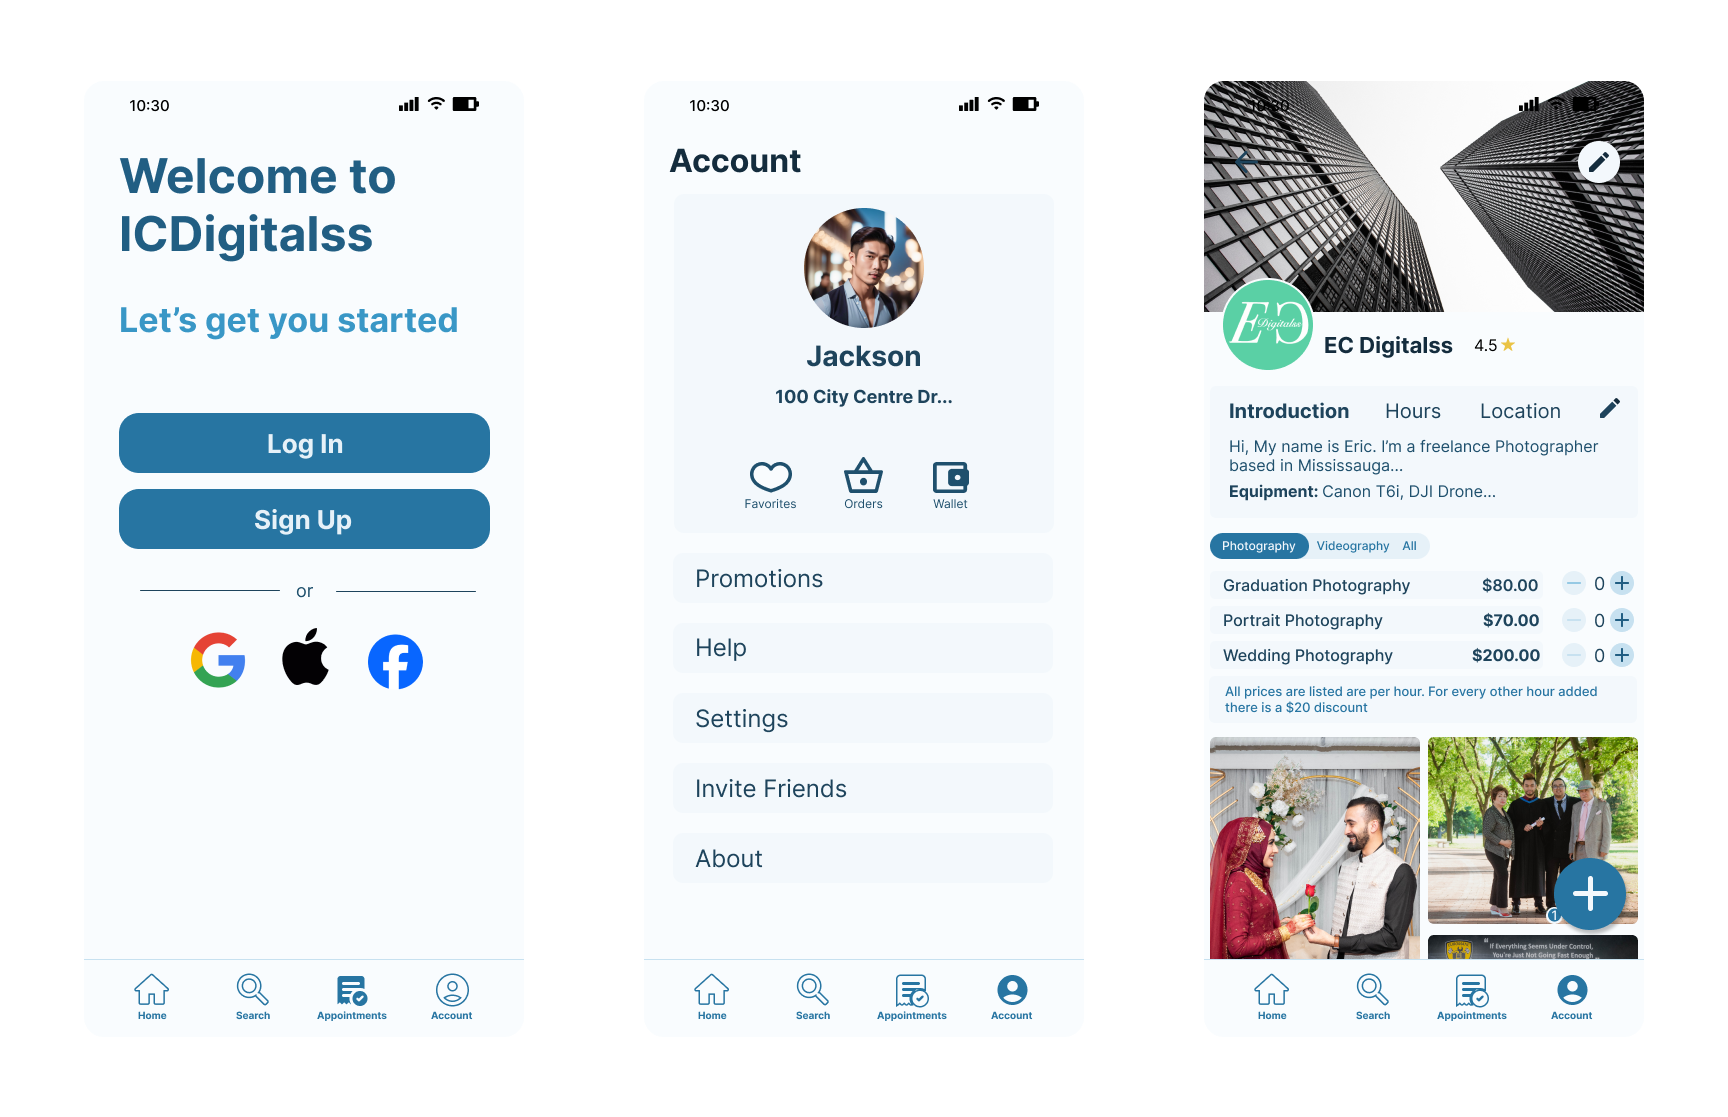 10:30
Welcome to
ICDigitalss
Let's get you started
Log In
Sign Up
or
Home
Search
Appointments
Account
10:30
Account
Jackson
100 City Centre Dr...
Favorites
Orders
Wallet
Promotions
Help
Settings
Invite Friends
About
Home
Search
Appointments
Account
10:30
EC
Digitalss
EC Digitalss
4.5
Introduction
Hours
Location
Hi, My name is Eric. I'm a freelance Photographer
based in Mississauga...
Equipment: Canon T6i, DJI Drone...
Photography
Videography
All
Graduation Photography $80.00 0
Portrait Photography $70.00 0
Wedding Photography $200.00 0
All prices are listed are per hour. For every other hour added
there is a $20 discount
1
"If Everything Seems Under Control,
You're Just Not Going Fast Enough
Home
Search
Appointments
Account